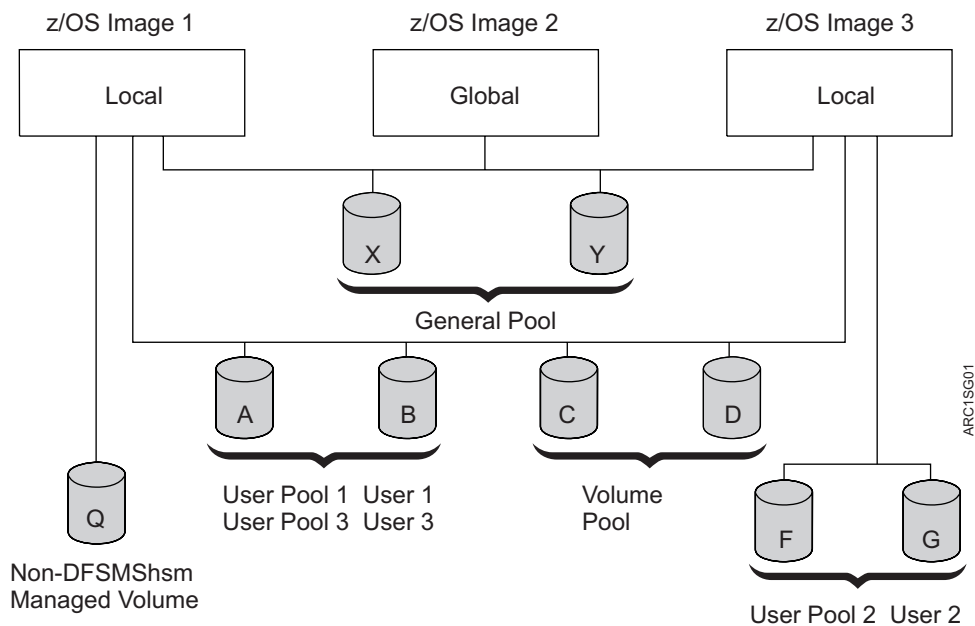 z/OS Image 1
z/OS Image 2
z/OS Image 3
Local
Global
Local
X
Y
General Pool
A
B
C
D
ARC1SG01
User Pool 1 User 1
User Pool 3 User 3
Volume
Pool
Q
F
G
Non-DFSMShsm
Managed Volume
User Pool 2 User 2